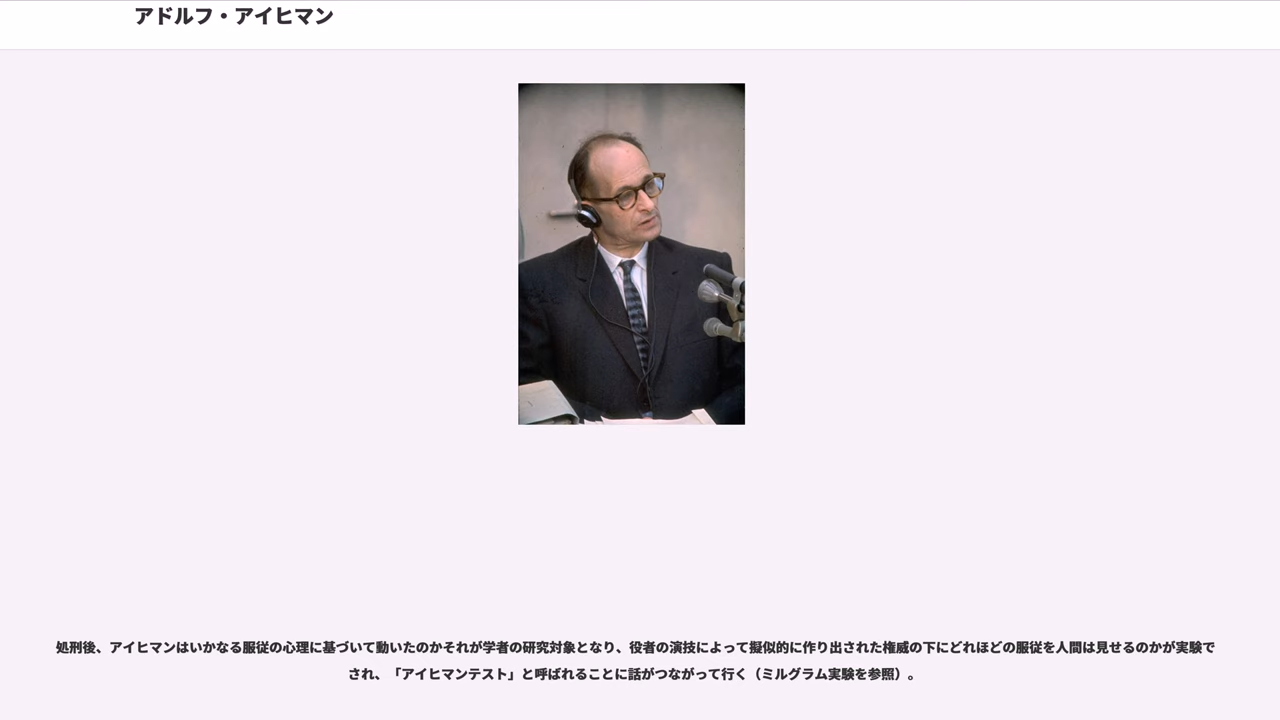 アドルフ・アイヒマン
処刑後、アイヒマンはいかなる服従の心理に基づいて動いたのかそれが学者の研究対象となり、役者の演技によって擬似的に作り出された権威の下にどれほどの服従を人間は見せるのかが実験で
され、「アイヒマンテスト」と呼ばれることに話がつながって行く（ミルグラム実験を参照）。